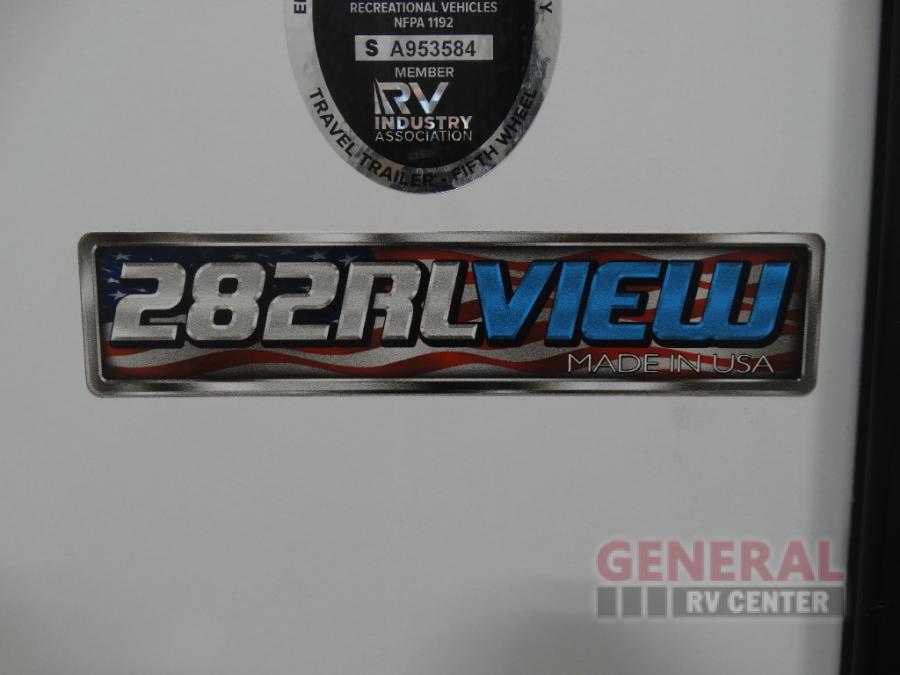 RECREATIONAL VEHICLES
NFPA 1192
S A953584
MEMBER
RV
INDUSTRY
ASSOCIATION
TRAVEL TRAILER · FIFTH WHEEL
282RLVIEW
MADE IN USA
GENERAL
RV CENTER